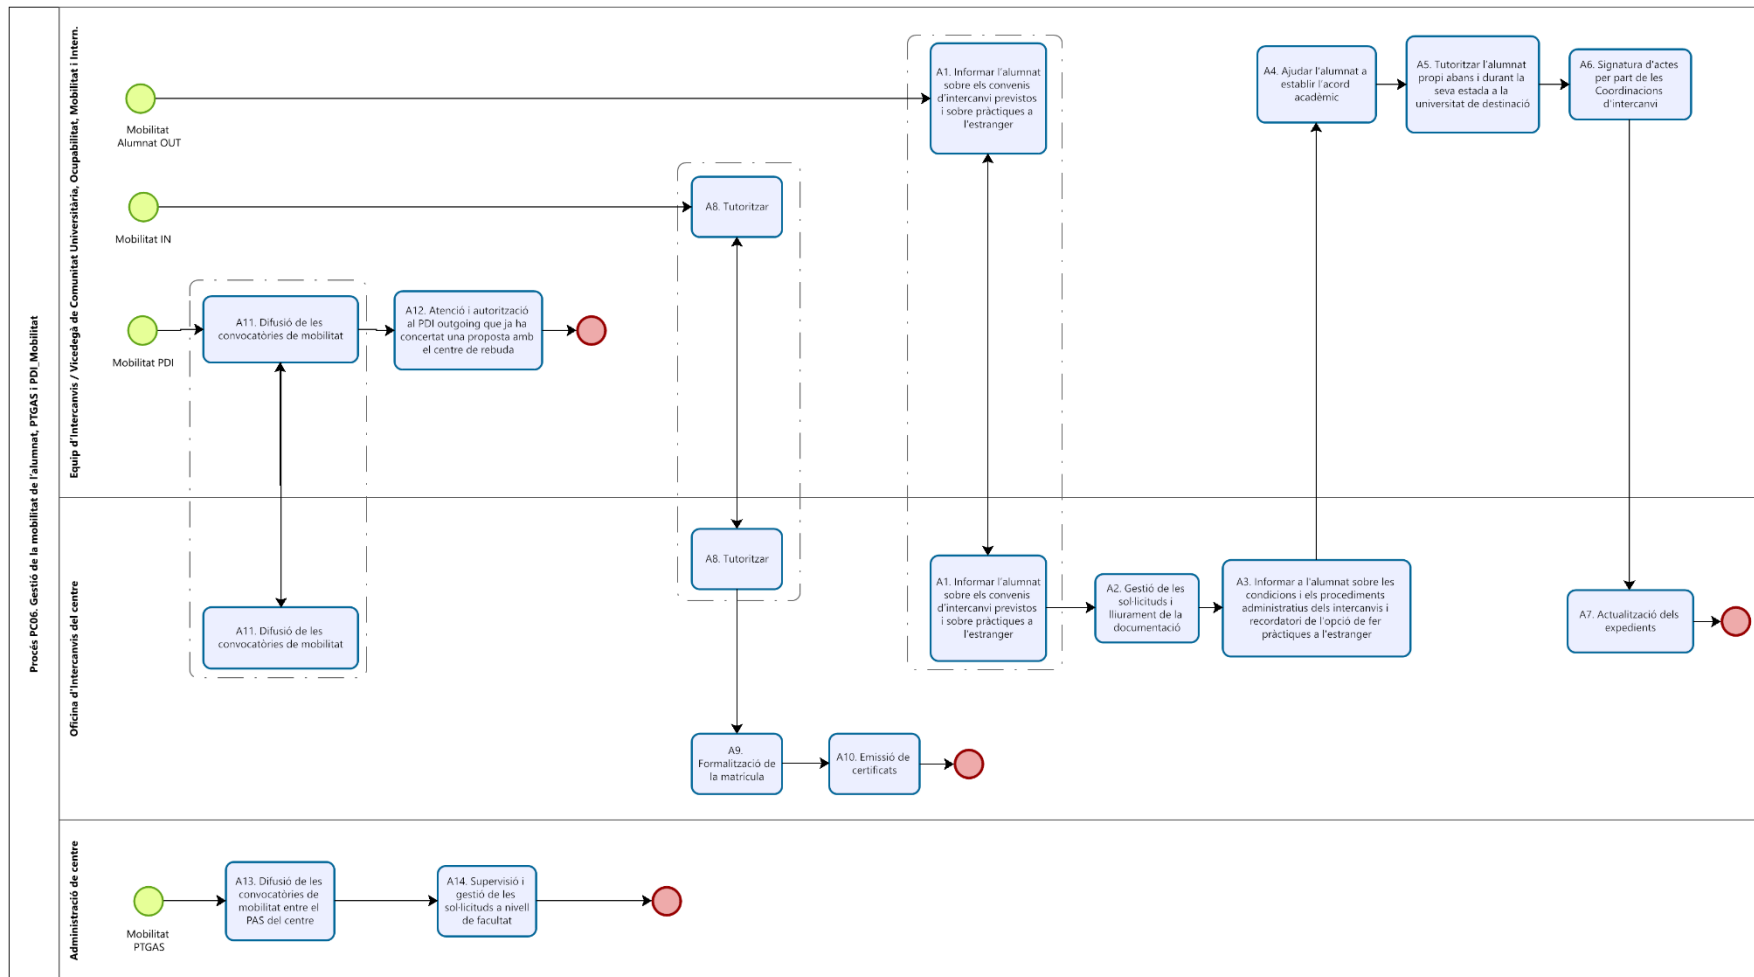 Procés PC06. Gestió de la mobilitat de l'alumnat, PTGAS i PDI_Mobilitat
Equip d'Intercanvis / Vicedegà de Comunitat Universitària, Ocupabilitat, Mobilitat i Intern.
Mobilitat
Alumnat OUT
A1. Informar l'alumnat
sobre els convenis
d'intercanvi previstos
i sobre pràctiques a
l'estranger
A4. Ajudar l'alumnat a
establir l'acord
acadèmic
A5. Tutoritzar l'alumnat
propi abans i durant la
seva estada a la
universitat de destinació
A6. Signatura d'actes
per part de les
Coordinacions
d'intercanvi
Mobilitat IN
A8. Tutoritzar
Mobilitat PDI
A11. Difusió de les
convocatòries de mobilitat
A12. Atenció i autorització
al PDI outgoing que ja ha
concertat una proposta amb
el centre de rebuda
Oficina d'Intercanvis del centre
A11. Difusió de les
convocatòries de mobilitat
A8. Tutoritzar
A1. Informar l'alumnat
sobre els convenis
d'intercanvi previstos
i sobre pràctiques a
l'estranger
A2. Gestió de les
sol·licituds i
lliurament de la
documentació
A3. Informar a l'alumnat sobre les
condicions i els procediments
administratius dels intercanvis i
recordatori de l'opció de fer
pràctiques a l'estranger
A7. Actualització dels
expedients
A9.
Formalització de
la matrícula
A10. Emissió de
certificats
Administració de centre
Mobilitat
PTGAS
A13. Difusió de les
convocatòries de
mobilitat entre el
PAS del centre
A14. Supervisió i
gestió de les
sol·licituds a nivell
de facultat